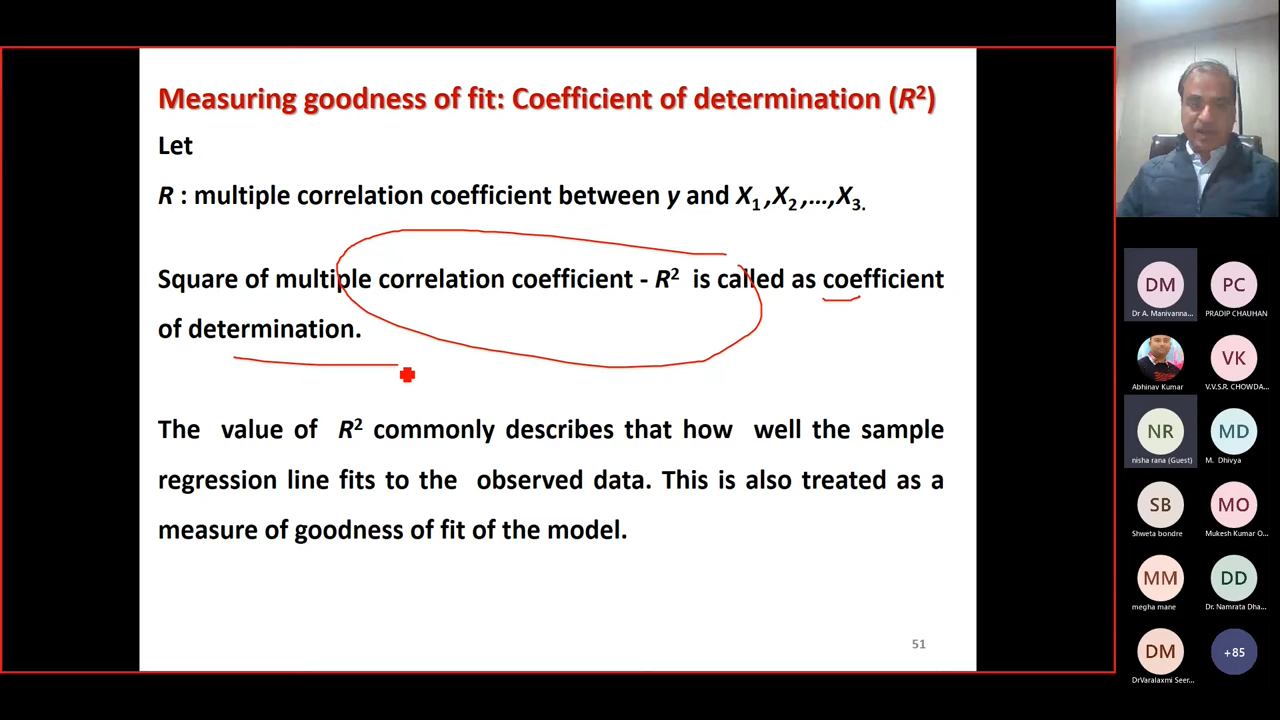 Measuring goodness of fit: Coefficient of determination (R²)
Let
R : multiple correlation coefficient between y and X₁,X₂,...,X₃.
Square of multiple correlation coefficient - R² is called as coefficient
of determination.
The value of R² commonly describes that how well the sample
regression line fits to the observed data. This is also treated as a
measure of goodness of fit of the model.
51
DM
PC
Dr A. Manivanna...
PRADIP CHAUHAN
VK
Abhinav Kumar
V.V.S.R. CHOWDA...
NR
MD
nisha rana (Guest)
M. Dhivya
SB
MO
Shweta bondre
Mukesh Kumar O...
MM
DD
megha mane
Dr. Namrata Dha...
DM
+85
DrVaralaxmi Seer...